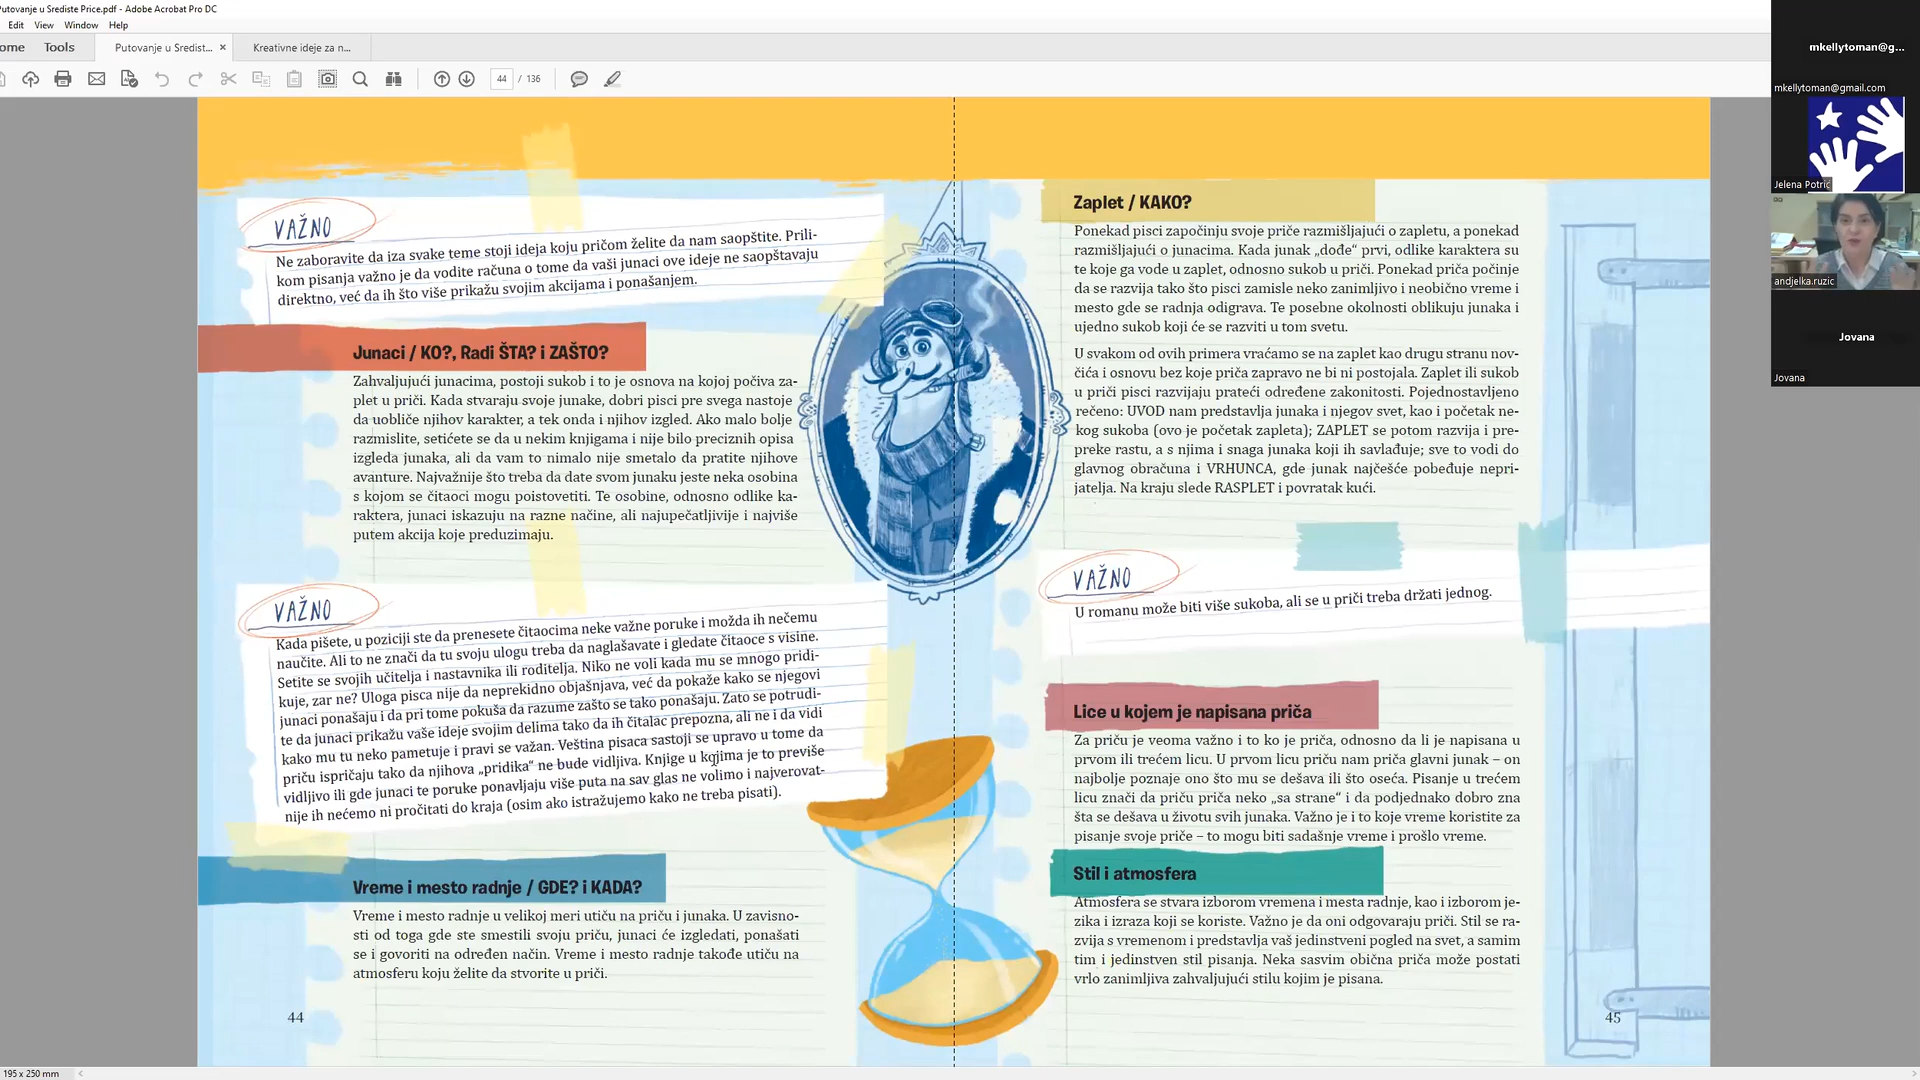 Putovanje u Srediste Price.pdf - Adobe Acrobat Pro DC
Edit View Window Help
ome Tools Putovanje u Sredist... × Kreativne ideje za n...
44 / 136
VAŽNO
Ne zaboravite da iza svake teme stoji ideja koju pričom želite da nam saopštite. Prili-
kom pisanja važno je da vodite računa o tome da vaši junaci ove ideje ne saopštavaju
direktno, već da ih što više prikažu svojim akcijama i ponašanjem.
Junaci / KO?, Radi ŠTA? i ZAŠTO?
Zahvaljujući junacima, postoji sukob i to je osnova na kojoj počiva za-
plet u priči. Kada stvaraju svoje junake, dobri pisci pre svega nastoje
da uobliče njihov karakter, a tek onda i njihov izgled. Ako malo bolje
razmislite, setićete se da u nekim knjigama i nije bilo preciznih opisa
izgleda junaka, ali da vam to nimalo nije smetalo da pratite njihove
avanture. Najvažnije što treba da date svom junaku jeste neka osobina
s kojom se čitaoci mogu poistovetiti. Te osobine, odnosno odlike ka-
raktera, junaci iskazuju na razne načine, ali najupečatljivije i najviše
putem akcija koje preduzimaju.
VAŽNO
Kada pišete, u poziciji ste da prenesete čitaocima neke važne poruke i možda ih nečemu
naučite. Ali to ne znači da tu svoju ulogu treba da naglašavate i gledate čitaoce s visine.
Setite se svojih učitelja i nastavnika ili roditelja. Niko ne voli kada mu se mnogo pridi-
kuje, zar ne? Uloga pisca nije da neprekidno objašnjava, već da pokaže kako se njegovi
junaci ponašaju i da pri tome pokuša da razume zašto se tako ponašaju. Zato se potrudi-
te da junaci prikažu vaše ideje svojim delima tako da ih čitalac prepozna, ali ne i da vidi
kako mu tu neko pametuje i pravi se važan. Veština pisaca sastoji se upravo u tome da
priču ispričaju tako da njihova „pridika“ ne bude vidljiva. Knjige u kojima je to previše
vidljivo ili gde junaci te poruke ponavljaju više puta na sav glas ne volimo i najverovat-
nije ih nećemo ni pročitati do kraja (osim ako istražujemo kako ne treba pisati).
Vreme i mesto radnje / GDE? i KADA?
Vreme i mesto radnje u velikoj meri utiču na priču i junaka. U zavisno-
sti od toga gde ste smestili svoju priču, junaci će izgledati, ponašati
se i govoriti na određen način. Vreme i mesto radnje takođe utiču na
atmosferu koju želite da stvorite u priči.
44
Zaplet / KAKO?
Ponekad pisci započinju svoje priče razmišljajući o zapletu, a ponekad
razmišljajući o junacima. Kada junak „dođe“ prvi, odlike karaktera su
te koje ga vode u zaplet, odnosno sukob u priči. Ponekad priča počinje
da se razvija tako što pisci zamisle neko zanimljivo i neobično vreme i
mesto gde se radnja odigrava. Te posebne okolnosti oblikuju junaka i
ujedno sukob koji će se razviti u tom svetu.
U svakom od ovih primera vraćamo se na zaplet kao drugu stranu nov-
čića i osnovu bez koje priča zapravo ne bi ni postojala. Zaplet ili sukob
u priči pisci razvijaju prateći određene zakonitosti. Pojednostavljeno
rečeno: UVOD nam predstavlja junaka i njegov svet, kao i početak ne-
kog sukoba (ovo je početak zapleta); ZAPLET se potom razvija i pre-
preke rastu, a s njima i snaga junaka koji ih savlađuje; sve to vodi do
glavnog obračuna i VRHUNCA, gde junak najčešće pobeđuje nepri-
jatelja. Na kraju slede RASPLET i povratak kući.
VAŽNO
U romanu može biti više sukoba, ali se u priči treba držati jednog.
Lice u kojem je napisana priča
Za priču je veoma važno i to ko je priča, odnosno da li je napisana u
prvom ili trećem licu. U prvom licu priču nam priča glavni junak – on
najbolje poznaje ono što mu se dešava ili što oseća. Pisanje u trećem
licu znači da priču priča neko „sa strane“ i da podjednako dobro zna
šta se dešava u životu svih junaka. Važno je i to koje vreme koristite za
pisanje svoje priče – to mogu biti sadašnje vreme i prošlo vreme.
Stil i atmosfera
Atmosfera se stvara izborom vremena i mesta radnje, kao i izborom je-
zika i izraza koji se koriste. Važno je da oni odgovaraju priči. Stil se ra-
zvija s vremenom i predstavlja vaš jedinstveni pogled na svet, a samim
tim i jedinstven stil pisanja. Neka sasvim obična priča može postati
vrlo zanimljiva zahvaljujući stilu kojim je pisana.
45
195 x 250 mm
mkellytoman@g...
mkellytoman@gmail.com
Jelena Potrić
andjelka.ruzic
Jovana
Jovana